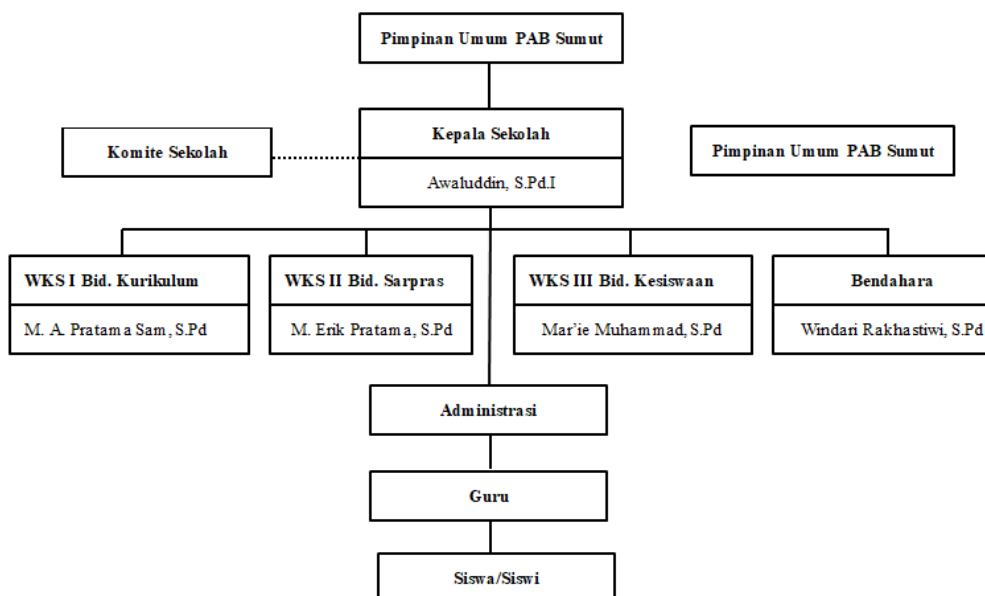 Pimpinan Umum PAB Sumut
Kepala Sekolah
Awaluddin, S.Pd.I
Komite Sekolah
Pimpinan Umum PAB Sumut
WKS I Bid. Kurikulum
M. A. Pratama Sam, S.Pd
WKS II Bid. Sarpras
M. Erik Pratama, S.Pd
WKS III Bid. Kesiswaan
Mar’ie Muhammad, S.Pd
Bendahara
Windari Rakhastiwi, S.Pd
Administrasi
Guru
Siswa/Siswi